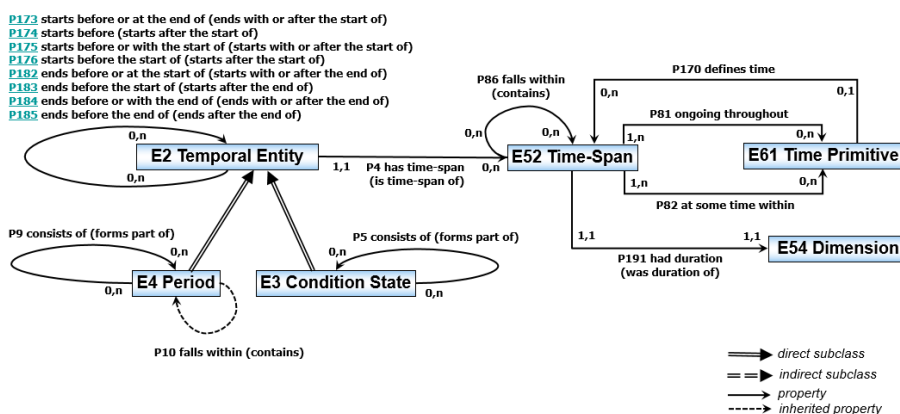 P173 starts before or at the end of (ends with or after the start of)
P174 starts before (starts after the start of)
P175 starts before or with the start of (starts with or after the start of)
P176 starts before the start of (starts after the start of)
P182 ends before or at the start of (starts with or after the end of)
P183 ends before the start of (starts after the end of)
P184 ends before or with the end of (ends with or after the end of)
P185 ends before the end of (ends after the end of)
0,n
E2 Temporal Entity
0,n
1,1
P4 has time-span
(is time-span of)
0,n
P86 falls within
(contains)
0,n
0,n
E52 Time-Span
P170 defines time
0,n
0,1
P81 ongoing throughout
1,n
0,n
E61 Time Primitive
1,n
0,n
P82 at some time within
1,1
P191 had duration
(was duration of)
1,1
E54 Dimension
P9 consists of (forms part of)
0,n
E4 Period
0,n
P10 falls within (contains)
P5 consists of (forms part of)
0,n
E3 Condition State
0,n
direct subclass
indirect subclass
property
inherited property